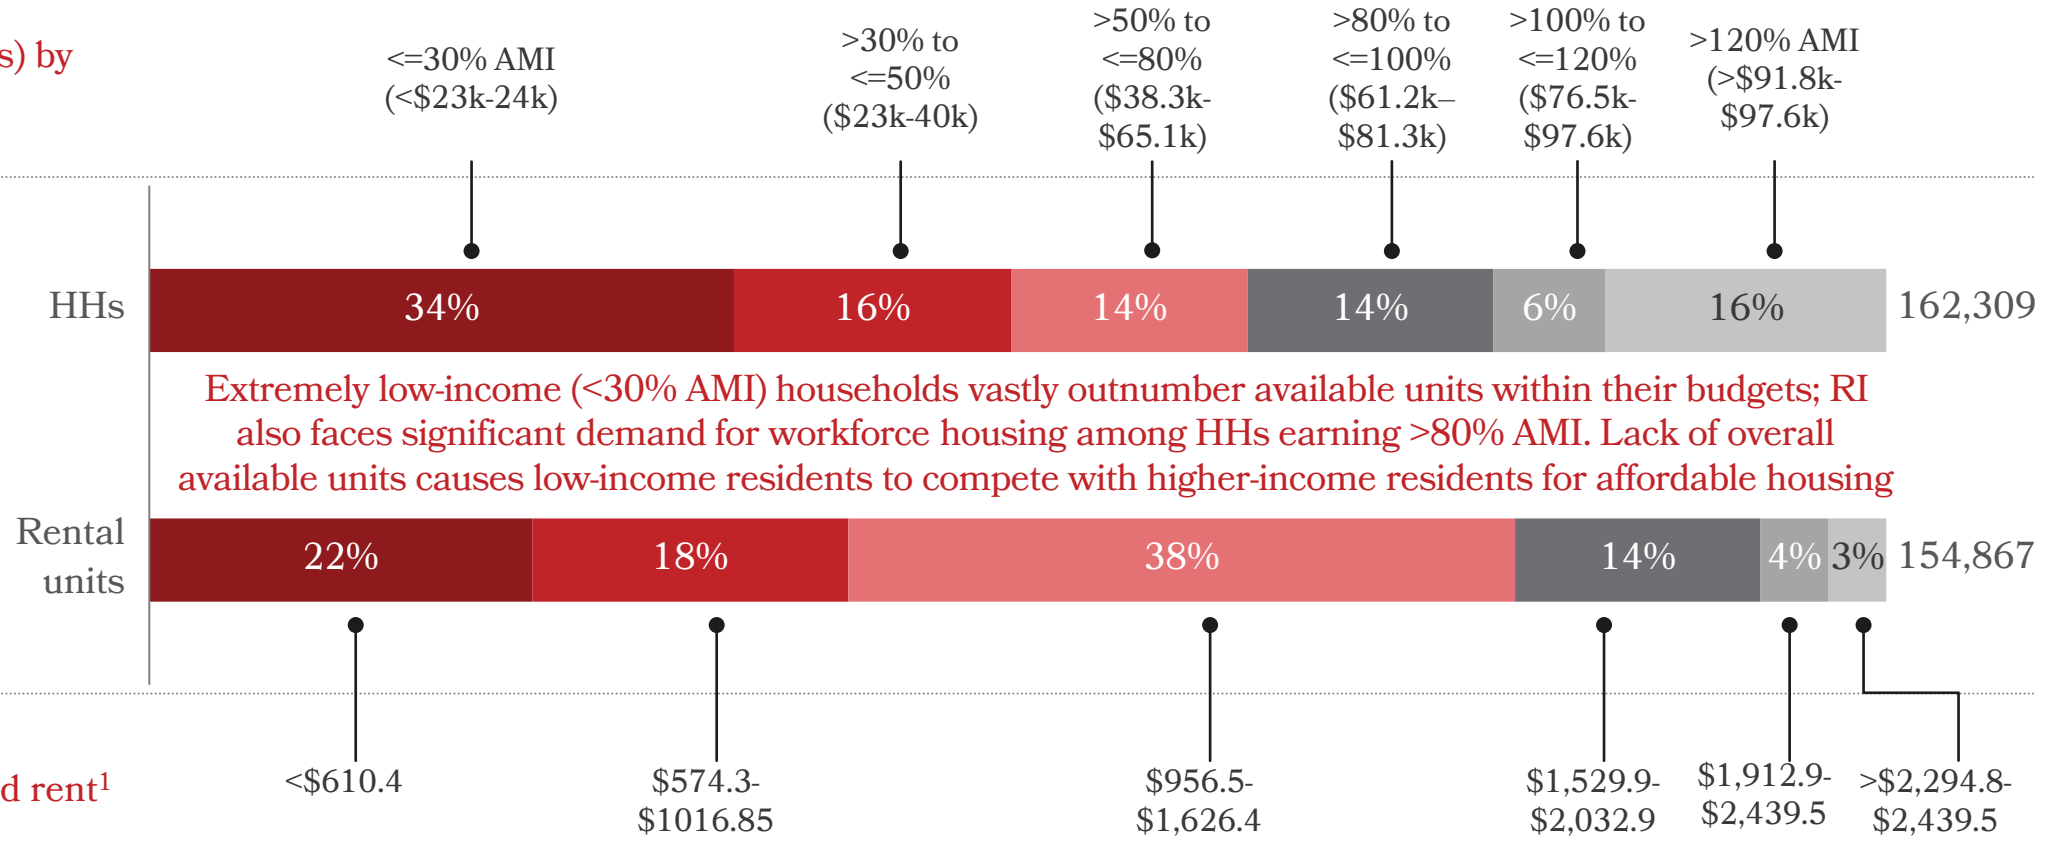 s) by
<=30% AMI
(<$23k-24k)
>30% to
<=50%
($23k-40k)
>50% to
<=80%
($38.3k-
$65.1k)
>80% to
<=100%
($61.2k–
$81.3k)
>100% to
<=120%
($76.5k-
$97.6k)
>120% AMI
(>$91.8k-
$97.6k)
HHs
34%
16%
14%
14%
6%
16%
162,309
Extremely low-income (<30% AMI) households vastly outnumber available units within their budgets; RI
also faces significant demand for workforce housing among HHs earning >80% AMI. Lack of overall
available units causes low-income residents to compete with higher-income residents for affordable housing
Rental
units
22%
18%
38%
14%
4%
3%
154,867
d rent¹
<$610.4
$574.3-
$1016.85
$956.5-
$1,626.4
$1,529.9-
$2,032.9
$1,912.9-
$2,439.5
>$2,294.8-
$2,439.5